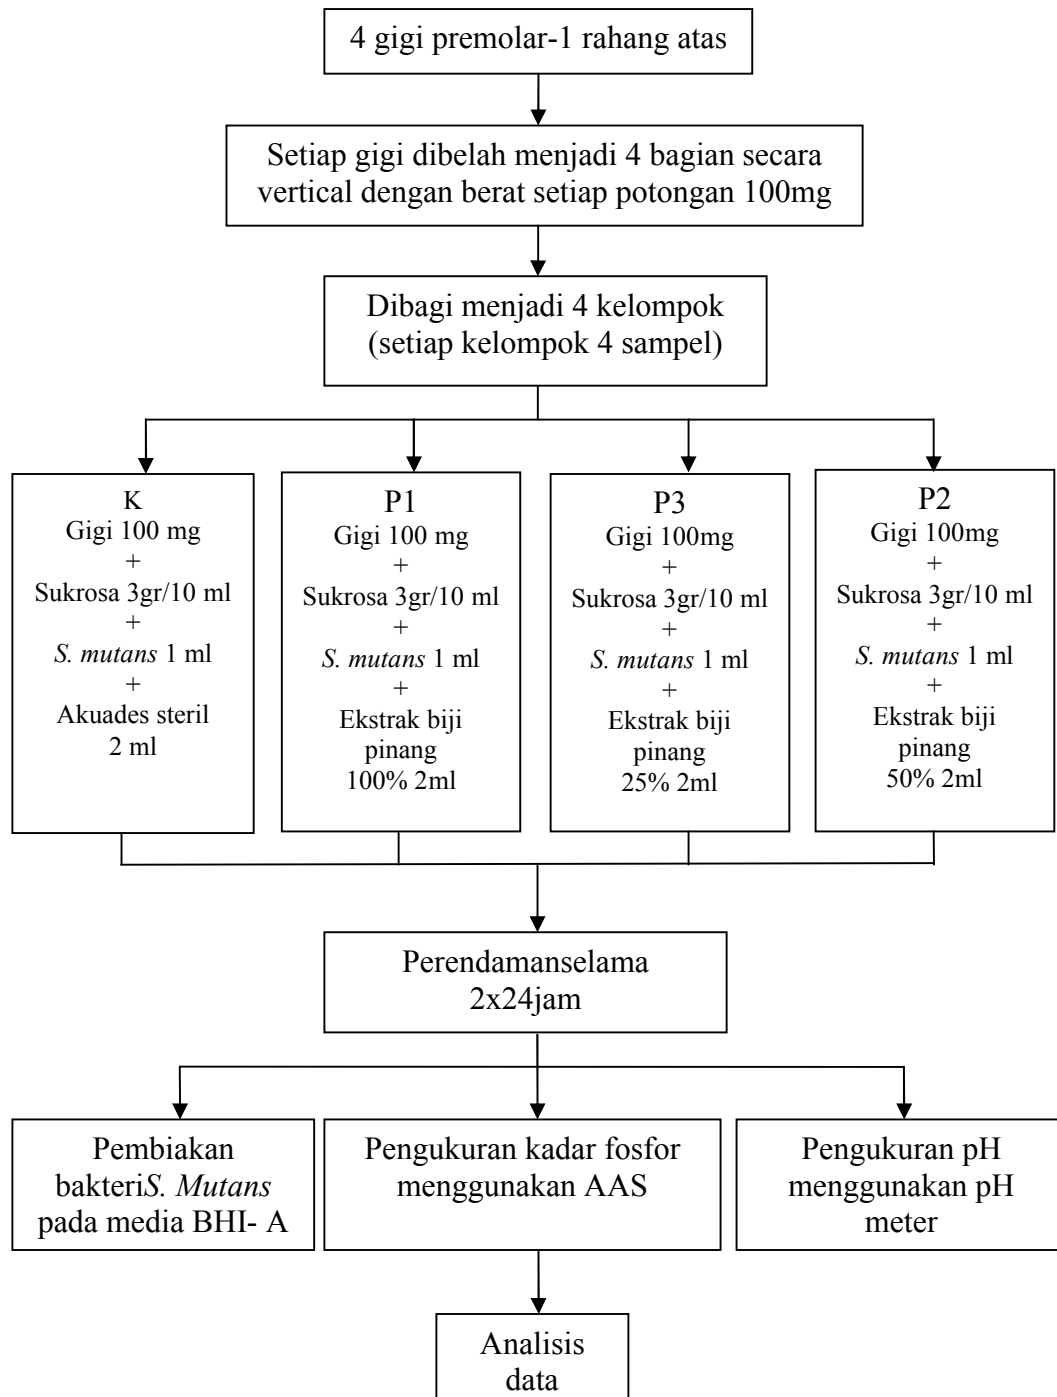 4 gigi premolar-1 rahang atas
Setiap gigi dibelah menjadi 4 bagian secara
vertical dengan berat setiap potongan 100mg
Dibagi menjadi 4 kelompok
(setiap kelompok 4 sampel)
K
Gigi 100 mg
+
Sukrosa 3gr/10 ml
+
S. mutans 1 ml
+
Akuades steril
2 ml
P1
Gigi 100 mg
+
Sukrosa 3gr/10 ml
+
S. mutans 1 ml
+
Ekstrak biji
pinang
100% 2ml
P3
Gigi 100mg
+
Sukrosa 3gr/10 ml
+
S. mutans 1 ml
+
Ekstrak biji
pinang
25% 2ml
P2
Gigi 100mg
+
Sukrosa 3gr/10 ml
+
S. mutans 1 ml
+
Ekstrak biji
pinang
50% 2ml
Perendamanselama
2x24jam
Pembiakan
bakteriS. Mutans
pada media BHI- A
Pengukuran kadar fosfor
menggunakan AAS
Pengukuran pH
menggunakan pH
meter
Analisis
data